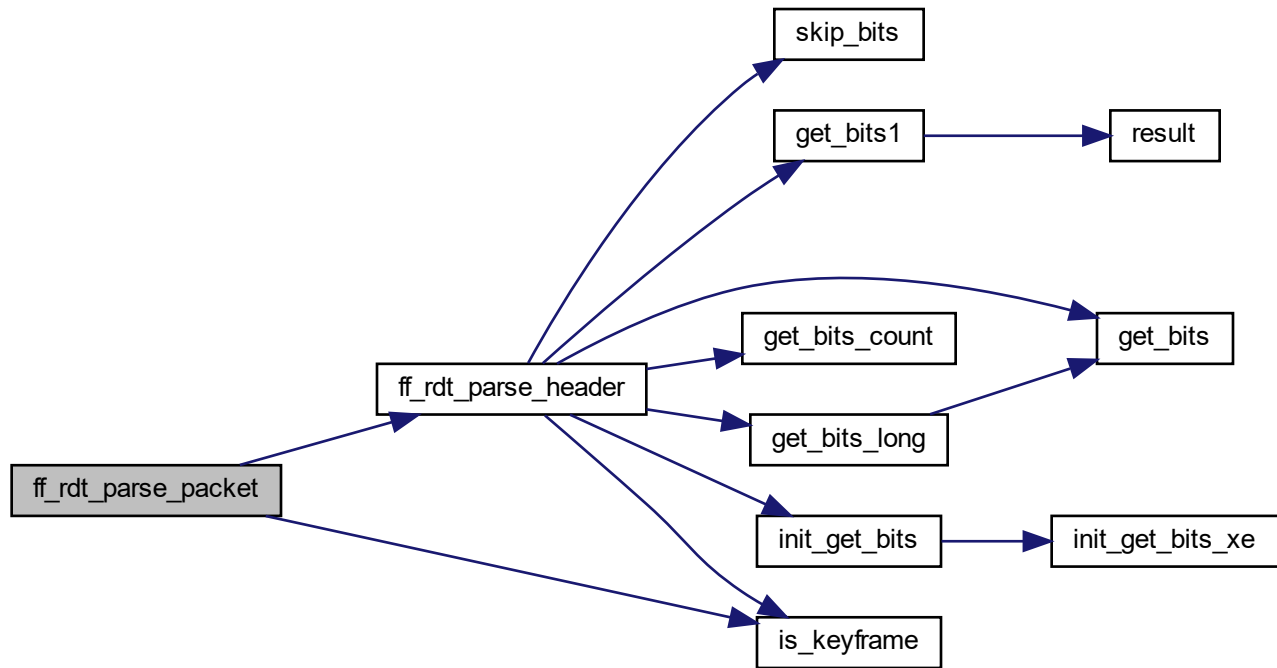 skip_bits
get_bits1
result
get_bits_count
get_bits
ff_rdt_parse_header
get_bits_long
ff_rdt_parse_packet
init_get_bits
init_get_bits_xe
is_keyframe